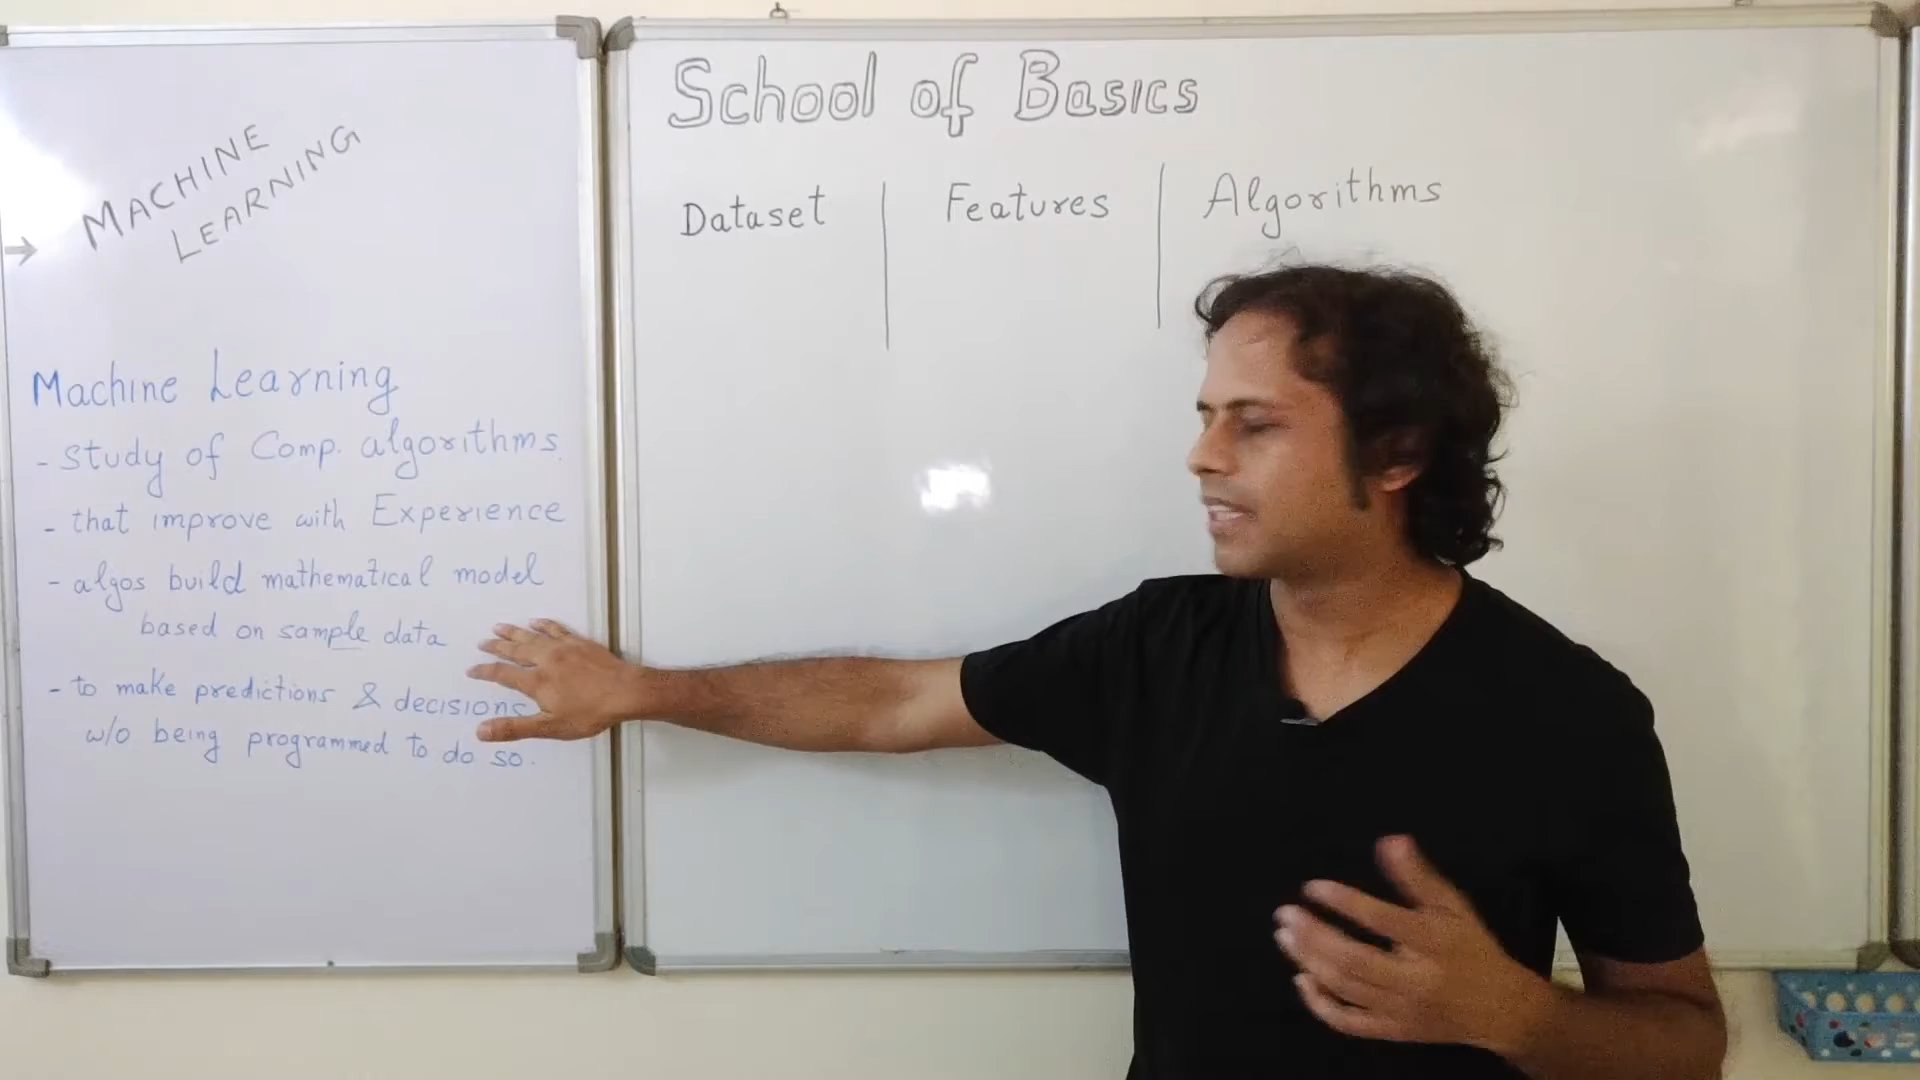 MACHINE
LEARNING
→
Machine Learning
- study of Comp. algorithms.
- that improve with Experience
- algos build mathematical model
based on sample data
- to make predictions & decisions
w/o being programmed to do so.
School of Basics
Dataset | Features | Algorithms